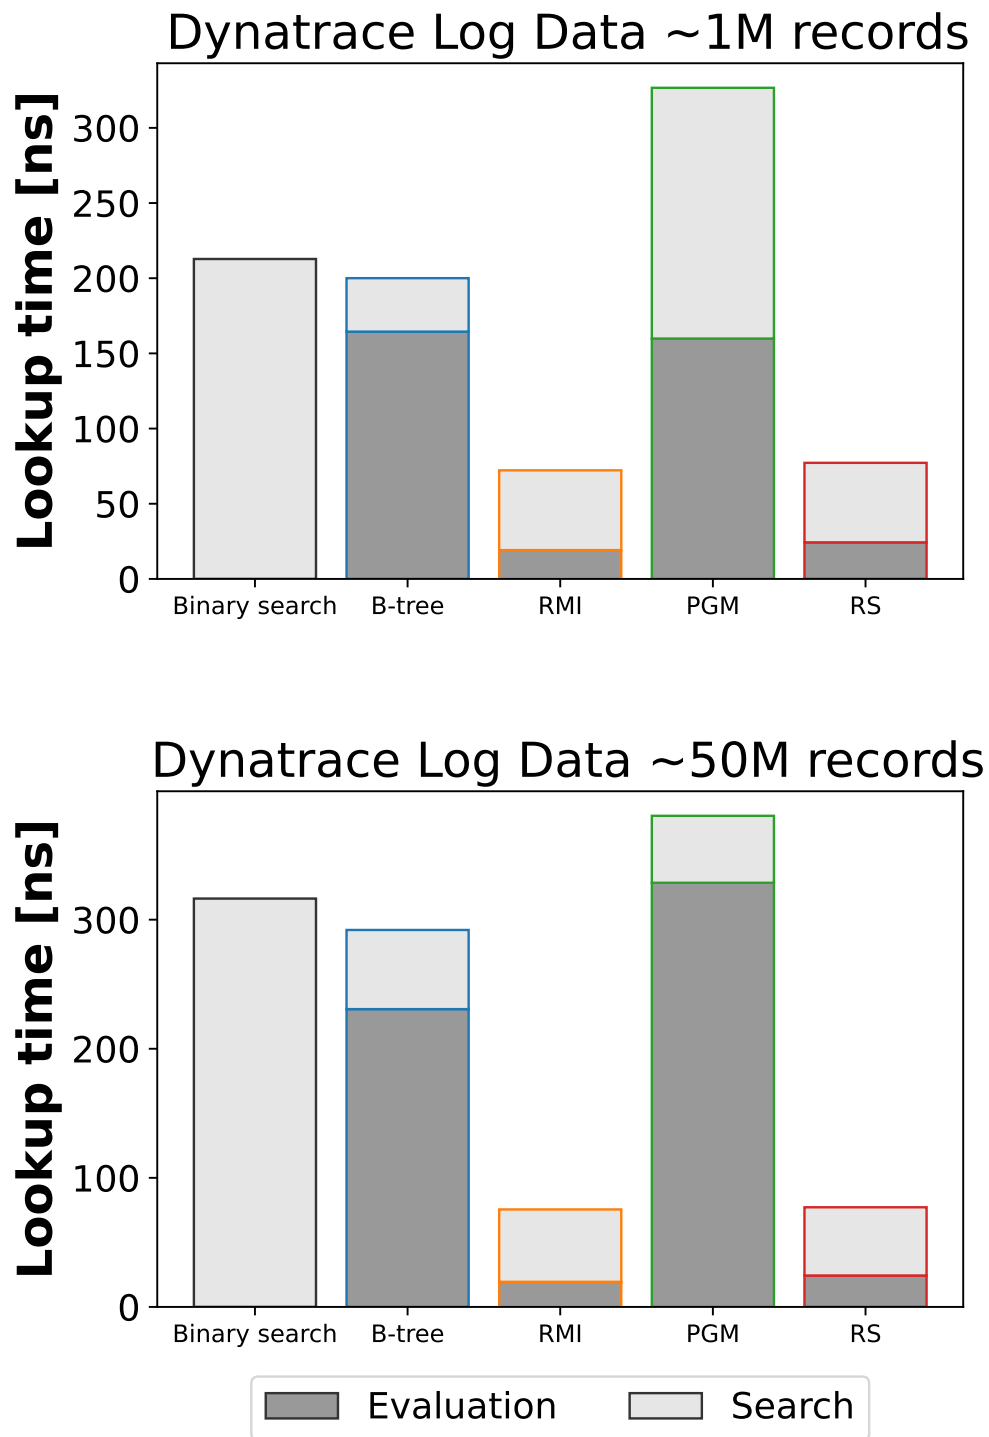 Dynatrace Log Data ~1M records
Lookup time [ns]
300
250
200
150
100
50
0
Binary search B-tree RMI PGM RS
Dynatrace Log Data ~50M records
Lookup time [ns]
300
200
100
0
Binary search B-tree RMI PGM RS
Evaluation Search